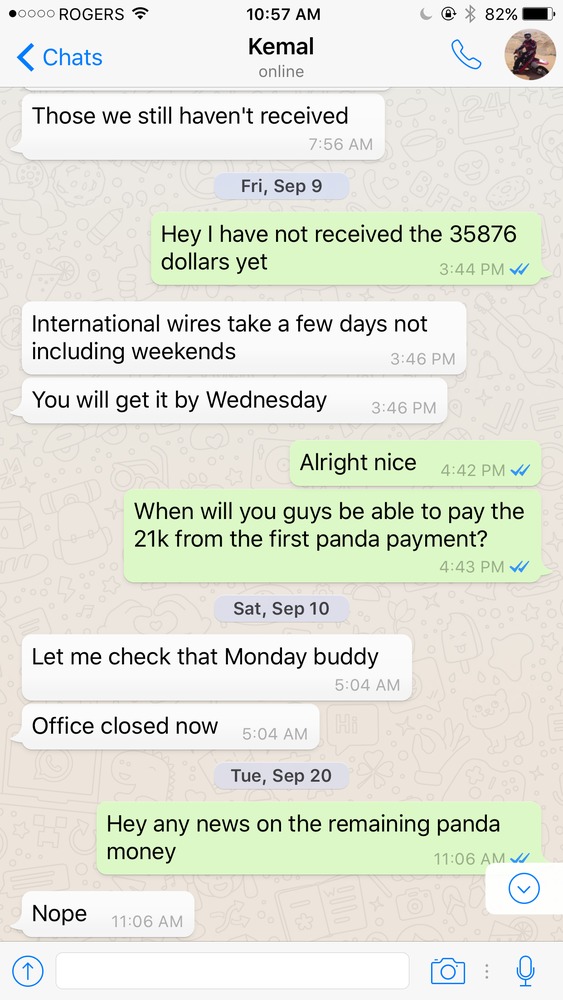 ROGERS 10:57 AM 82%
Chats Kemal
online
Those we still haven't received
7:56 AM
Fri, Sep 9
Hey I have not received the 35876
dollars yet 3:44 PM
International wires take a few days not
including weekends 3:46 PM
You will get it by Wednesday 3:46 PM
Alright nice 4:42 PM
When will you guys be able to pay the
21k from the first panda payment?
4:43 PM
Sat, Sep 10
Let me check that Monday buddy
5:04 AM
Office closed now 5:04 AM
Tue, Sep 20
Hey any news on the remaining panda
money 11:06 AM
Nope 11:06 AM